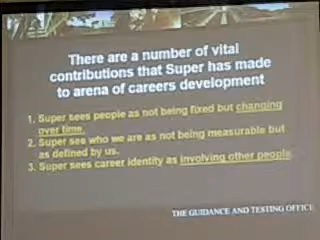 There are a number of vital
contributions that Super has made
to arena of careers development
1. Super sees people as not being fixed but changing
over time.
2. Super see who we are as not being measurable but
as defined by us.
3. Super sees career identity as involving other people.
THE GUIDANCE AND TESTING OFFICE